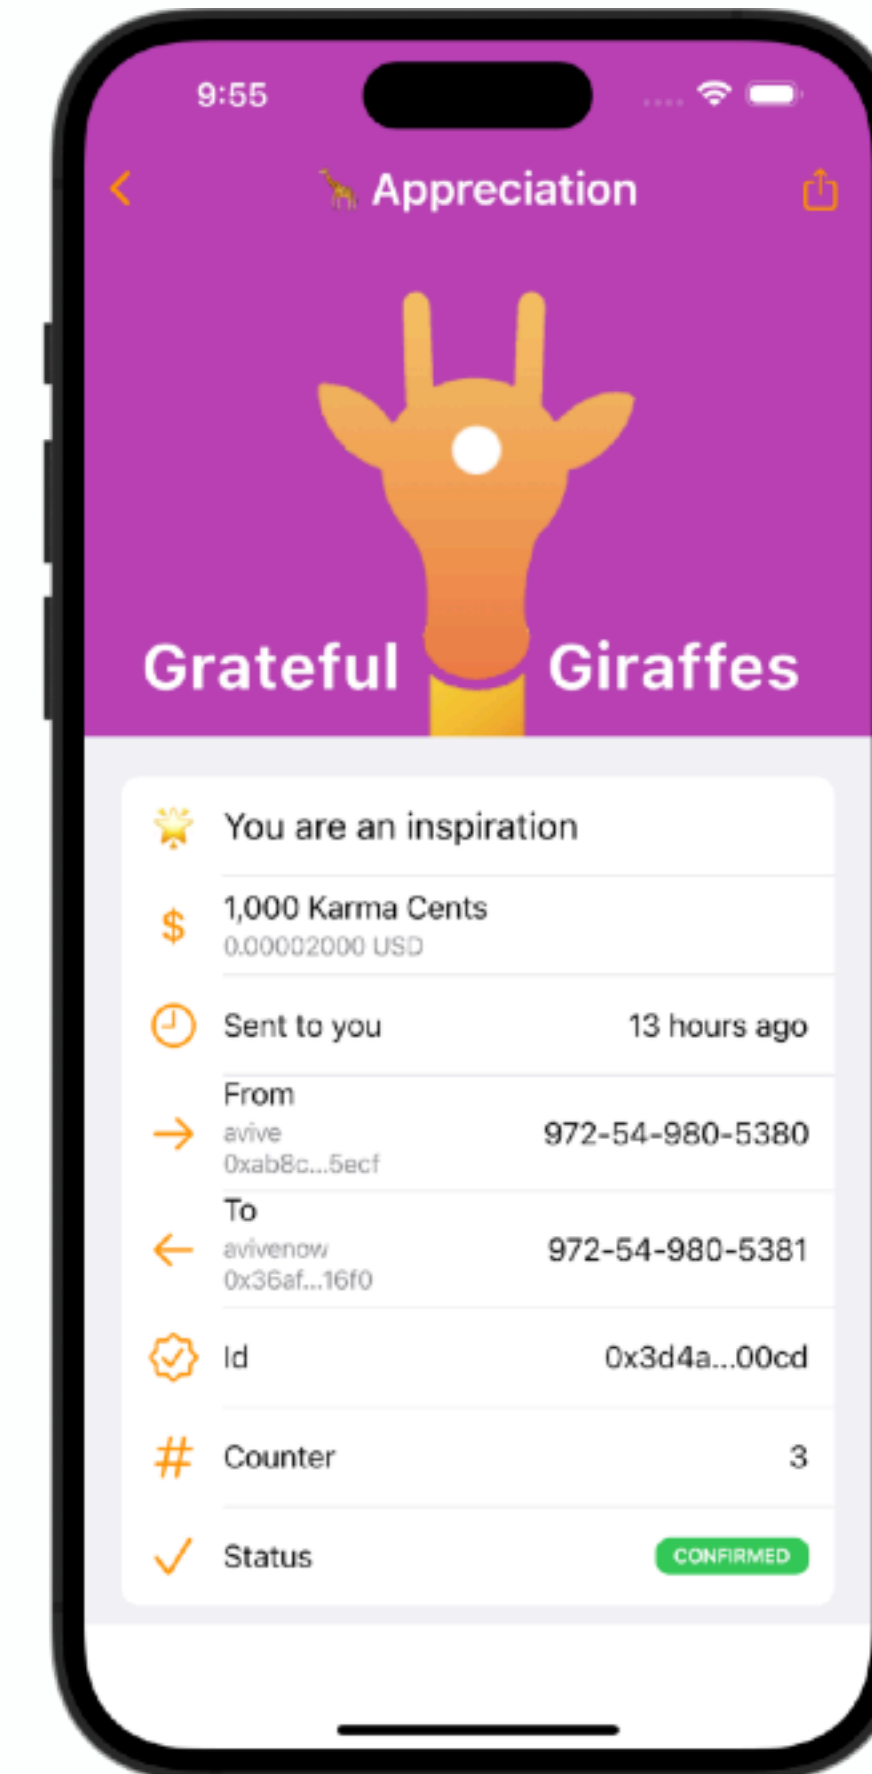 9:55
Appreciation
Grateful Giraffes
You are an inspiration
$ 1,000 Karma Cents
0.00002000 USD
Sent to you 13 hours ago
From
avive 972-54-980-5380
0xab8c...5ecf
To
avivenow 972-54-980-5381
0x36af...16f0
Id 0x3d4a...00cd
# Counter 3
Status CONFIRMED